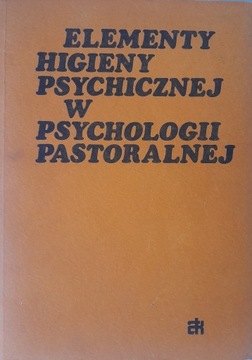 ELEMENTY
HIGIENY
PSYCHICZNEJ
W
PSYCHOLOGII
PASTORALNEJ